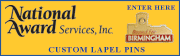 National
Award Services, Inc.
ENTER HERE
BIRMINGHAM
CUSTOM LAPEL PINS